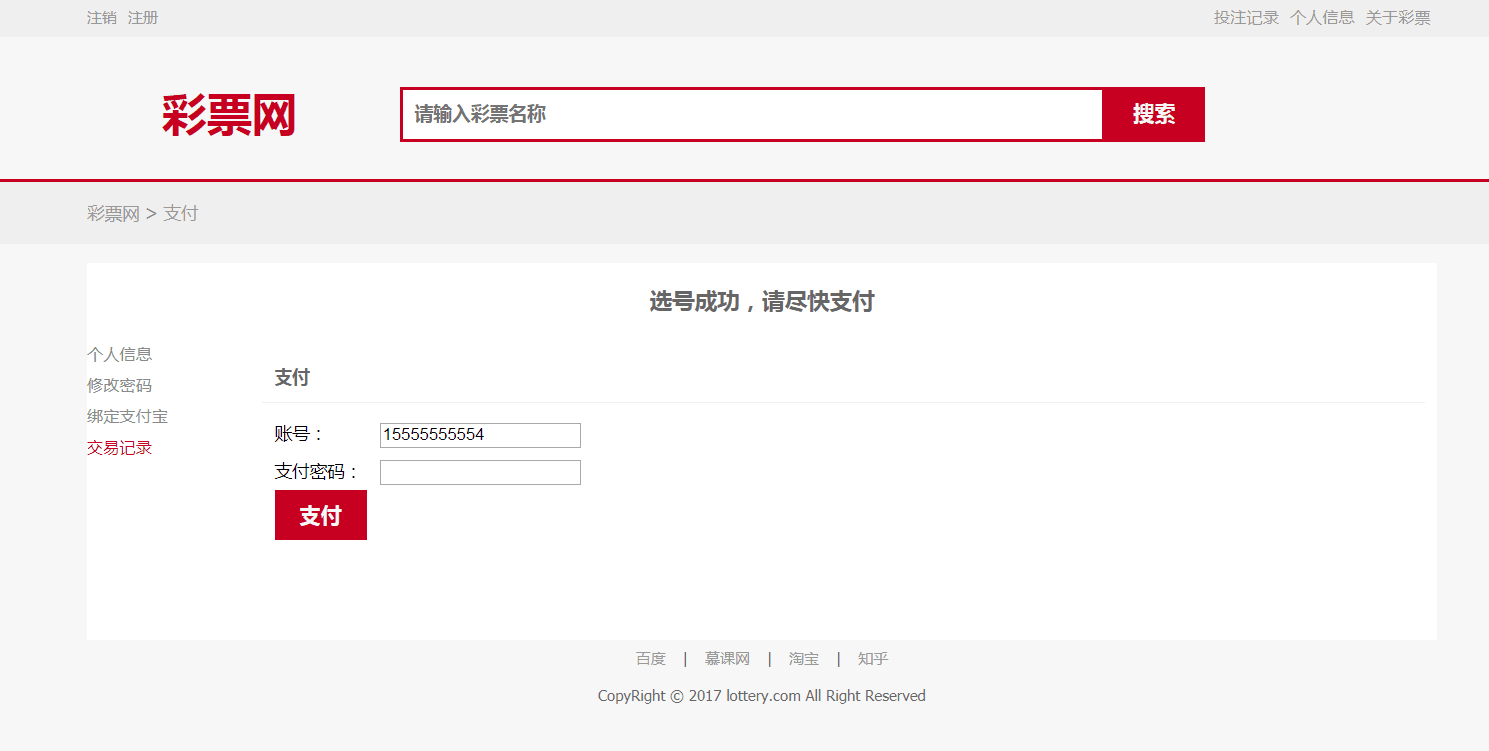 注销 注册 投注记录 个人信息 关于彩票
彩票网 请输入彩票名称 搜索
彩票网 > 支付
选号成功，请尽快支付
个人信息
修改密码
绑定支付宝
交易记录
支付
账号： 15555555554
支付密码：
支付
百度 | 慕课网 | 淘宝 | 知乎
CopyRight © 2017 lottery.com All Right Reserved